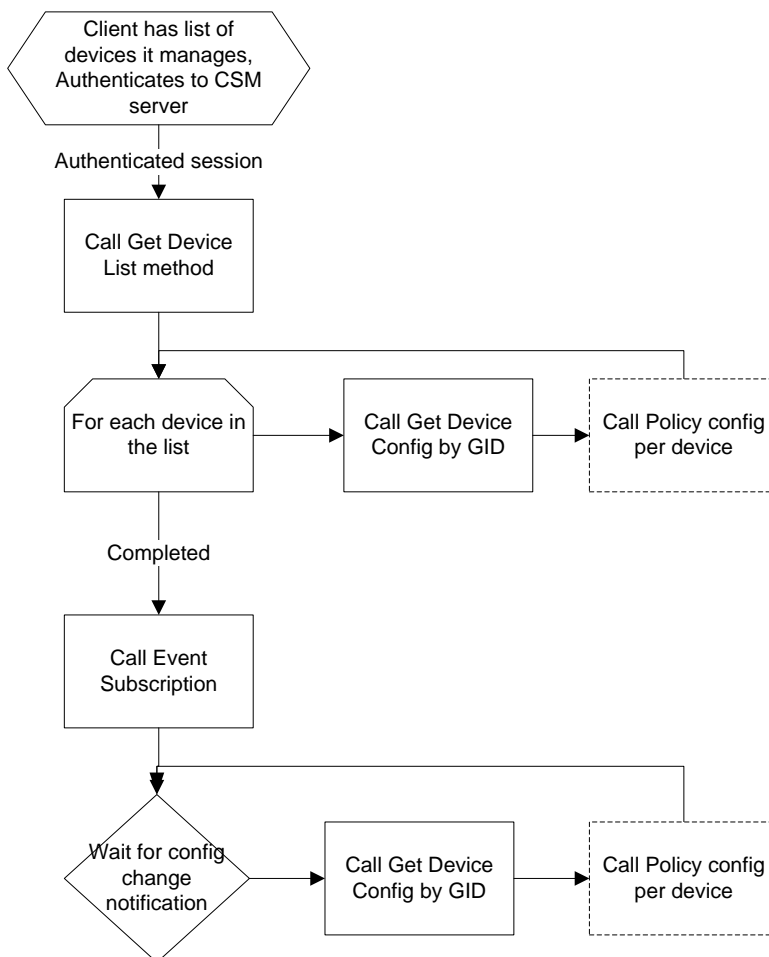 Client has list of
devices it manages,
Authenticates to CSM
server
Authenticated session
Call Get Device
List method
For each device in
the list
Call Get Device
Config by GID
Call Policy config
per device
Completed
Call Event
Subscription
Wait for config
change
notification
Call Get Device
Config by GID
Call Policy config
per device